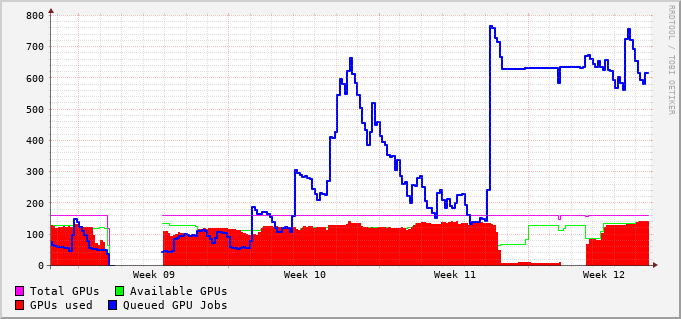 800
700
600
500
400
300
200
100
0
Week 09 Week 10 Week 11 Week 12
Total GPUs Available GPUs
GPUs used Queued GPU Jobs
RRDTOOL / TOBI OETIKER